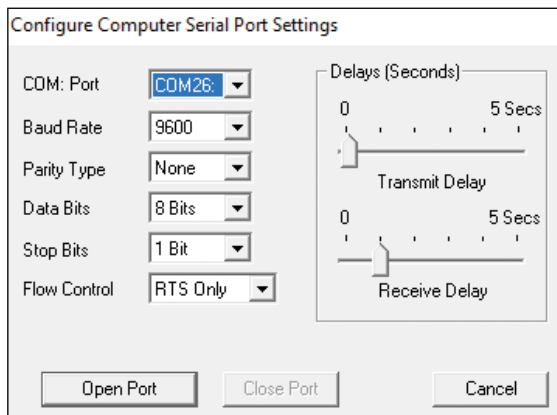 Configure Computer Serial Port Settings
COM: Port
COM26:
Baud Rate
9600
Parity Type
None
Data Bits
8 Bits
Stop Bits
1 Bit
Flow Control
RTS Only
Delays (Seconds)
0 5 Secs
Transmit Delay
0 5 Secs
Receive Delay
Open Port
Close Port
Cancel